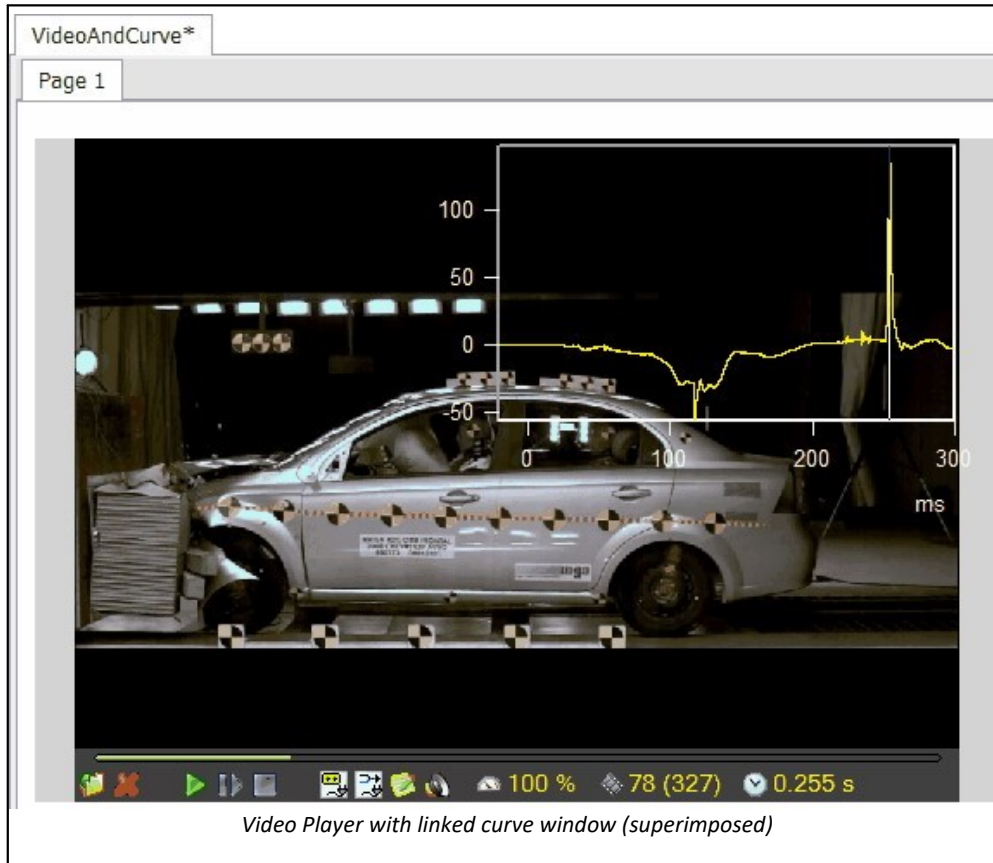 VideoAndCurve*
Page 1
100
50
0
-50
0 100 200 300
ms
100 % 78 (327) 0.255 s
Video Player with linked curve window (superimposed)